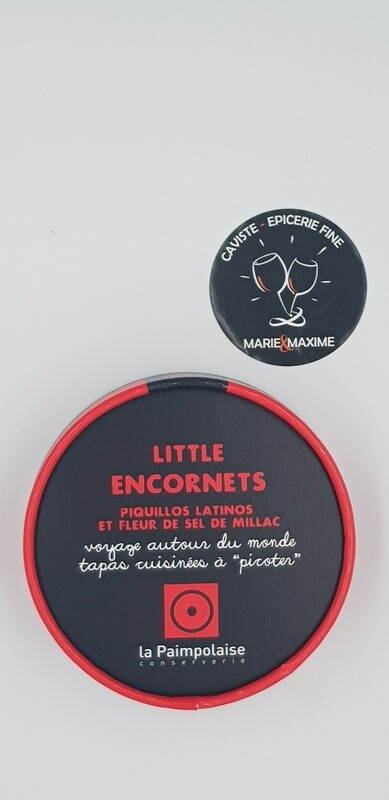 CAVISTE - EPICERIE FINE
MARIE&MAXIME
LITTLE
ENCORNETS
PIQUILLOS LATINOS
ET FLEUR DE SEL DE MILLAC
voyage autour du monde
tapas cuisinées à "picoter"
la Paimpolaise
conserverie